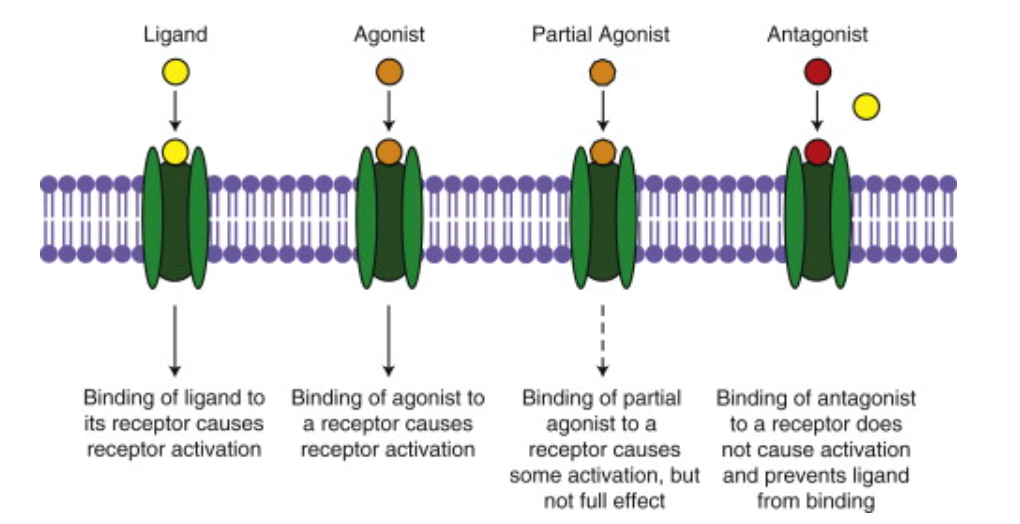 Ligand
Agonist
Partial Agonist
Antagonist
Binding of ligand to
its receptor causes
receptor activation
Binding of agonist to
a receptor causes
receptor activation
Binding of partial
agonist to a
receptor causes
some activation, but
not full effect
Binding of antagonist
to a receptor does
not cause activation
and prevents ligand
from binding